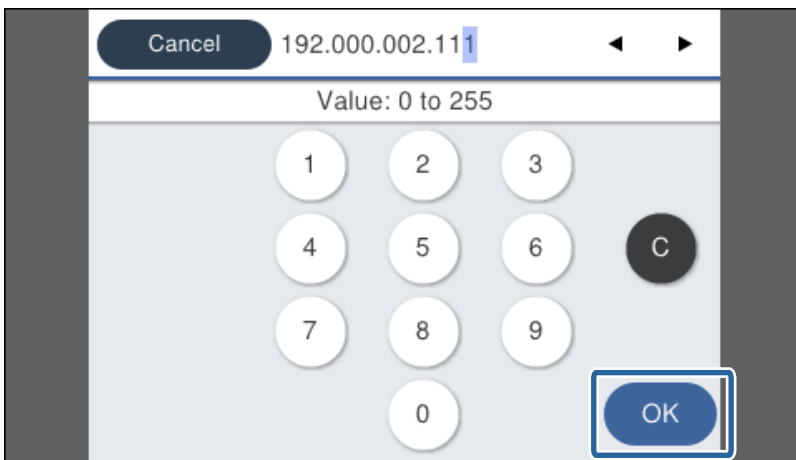 Cancel 192.000.002.111 ◀ ▶
Value: 0 to 255
1 2 3
4 5 6 C
7 8 9
0 OK